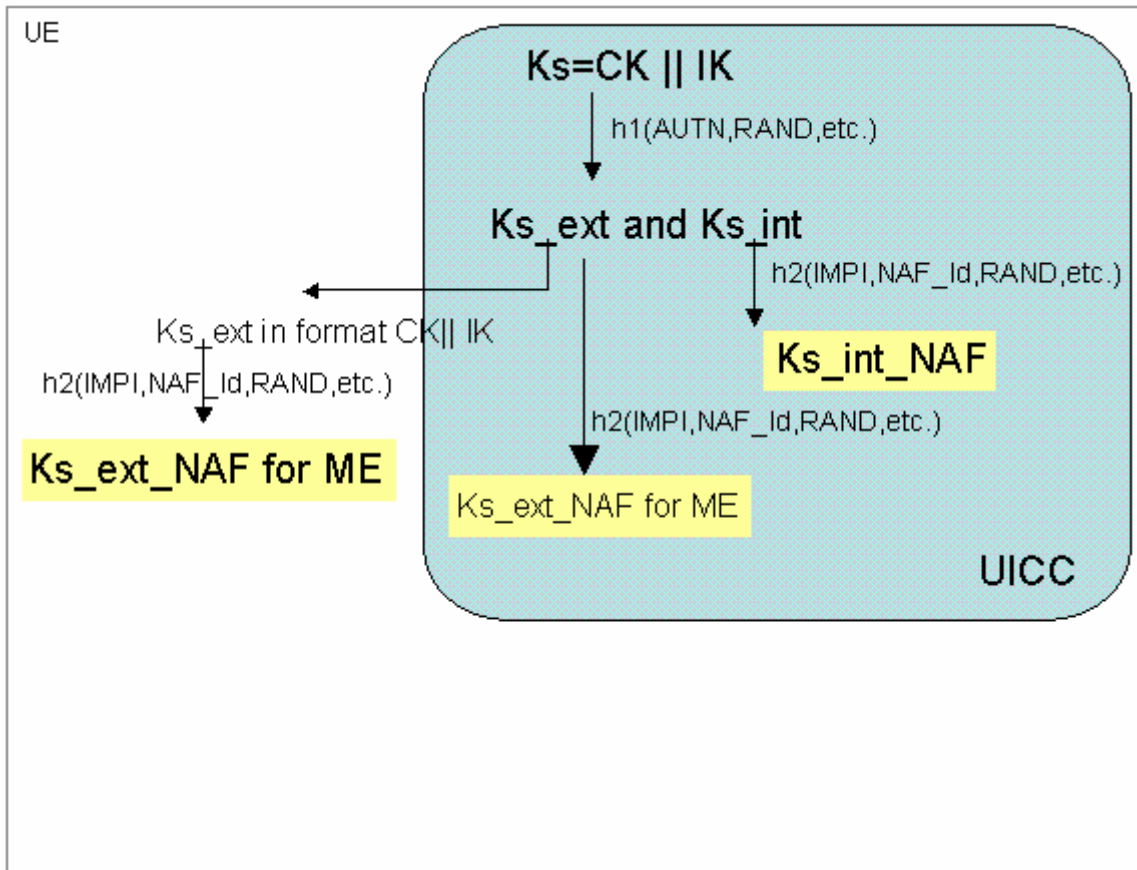 UE
Ks=CK || IK
h1(AUTN,RAND,etc.)
Ks_ext and Ks_int
h2(IMPI,NAF_Id,RAND,etc.)
Ks_ext in format CK|| IK
Ks_int_NAF
h2(IMPI,NAF_Id,RAND,etc.)
h2(IMPI,NAF_Id,RAND,etc.)
Ks_ext_NAF for ME
Ks_ext_NAF for ME
UICC